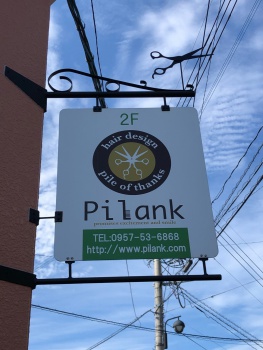 2F
hair design
pile of thanks
Pilank
TEL:0957-53-6868
http://www.pilank.com